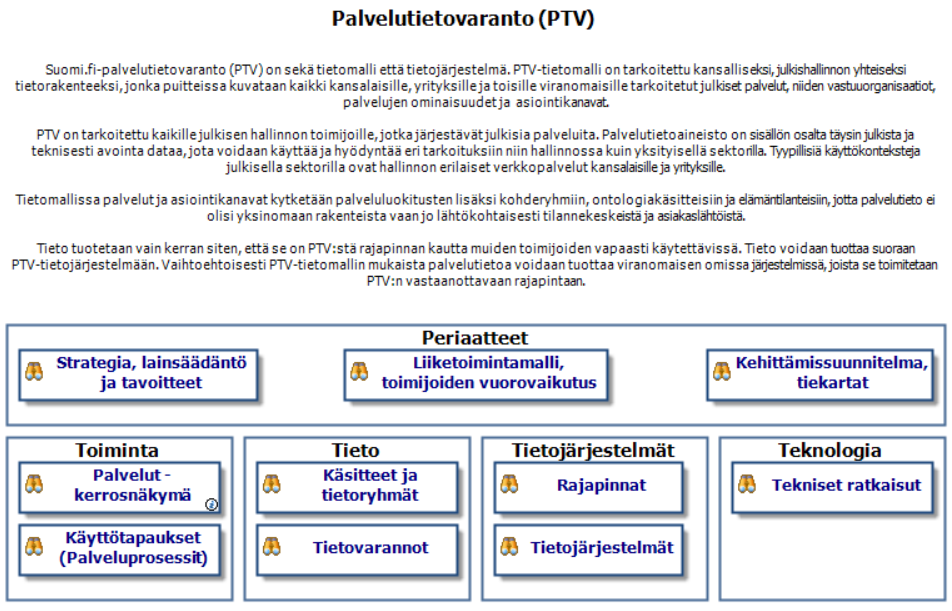 Palvelutietovaranto (PTV)
Suomi.fi-palvelutietovaranto (PTV) on sekä tietomalli että tietojärjestelmä. PTV-tietomalli on tarkoitettu kansalliseksi, julkishallinnon yhteiseksi
tietorakenteeksi, jonka puitteissa kuvataan kaikki kansalaisille, yrityksille ja toisille viranomaisille tarkoitetut julkiset palvelut, niiden vastuuorganisaatiot,
palvelujen ominaisuudet ja asiointikanavat.
PTV on tarkoitettu kaikille julkisen hallinnon toimijoille, jotka järjestävät julkisia palveluita. Palvelutietoaineisto on sisällön osalta täysin julkista ja
teknisesti avointa dataa, jota voidaan käyttää ja hyödyntää eri tarkoituksiin niin hallinnossa kuin yksityisellä sektorilla. Tyypillisiä käyttökonteksteja
julkisella sektorilla ovat hallinnon erilaiset verkkopalvelut kansalaisille ja yrityksille.
Tietomallissa palvelut ja asiointikanavat kytketään palveluluokitusten lisäksi kohderyhmiin, ontologiakäsitteisiin ja elämäntilanteisiin, jotta palvelutieto ei
olisi yksinomaan rakenteista vaan jo lähtökohtaisesti tilannekeskeistä ja asiakaslähtöistä.
Tieto tuotetaan vain kerran siten, että se on PTV:stä rajapinnan kautta muiden toimijoiden vapaasti käytettävissä. Tieto voidaan tuottaa suoraan
PTV-tietojärjestelmään. Vaihtoehtoisesti PTV-tietomallin mukaista palvelutietoa voidaan tuottaa viranomaisen omissa järjestelmissä, joista se toimitetaan
PTV:n vastaanottavaan rajapintaan.
Periaatteet
Strategia, lainsäädäntö
ja tavoitteet
Liiketoimintamalli,
toimijoiden vuorovaikutus
Kehittämissuunnitelma,
tiekartat
Toiminta
Palvelut -
kerrosnäkymä
Käyttötapaukset
(Palveluprosessit)
Tieto
Käsitteet ja
tietoryhmät
Tietovarannot
Tietojärjestelmät
Rajapinnat
Tietojärjestelmät
Teknologia
Tekniset ratkaisut